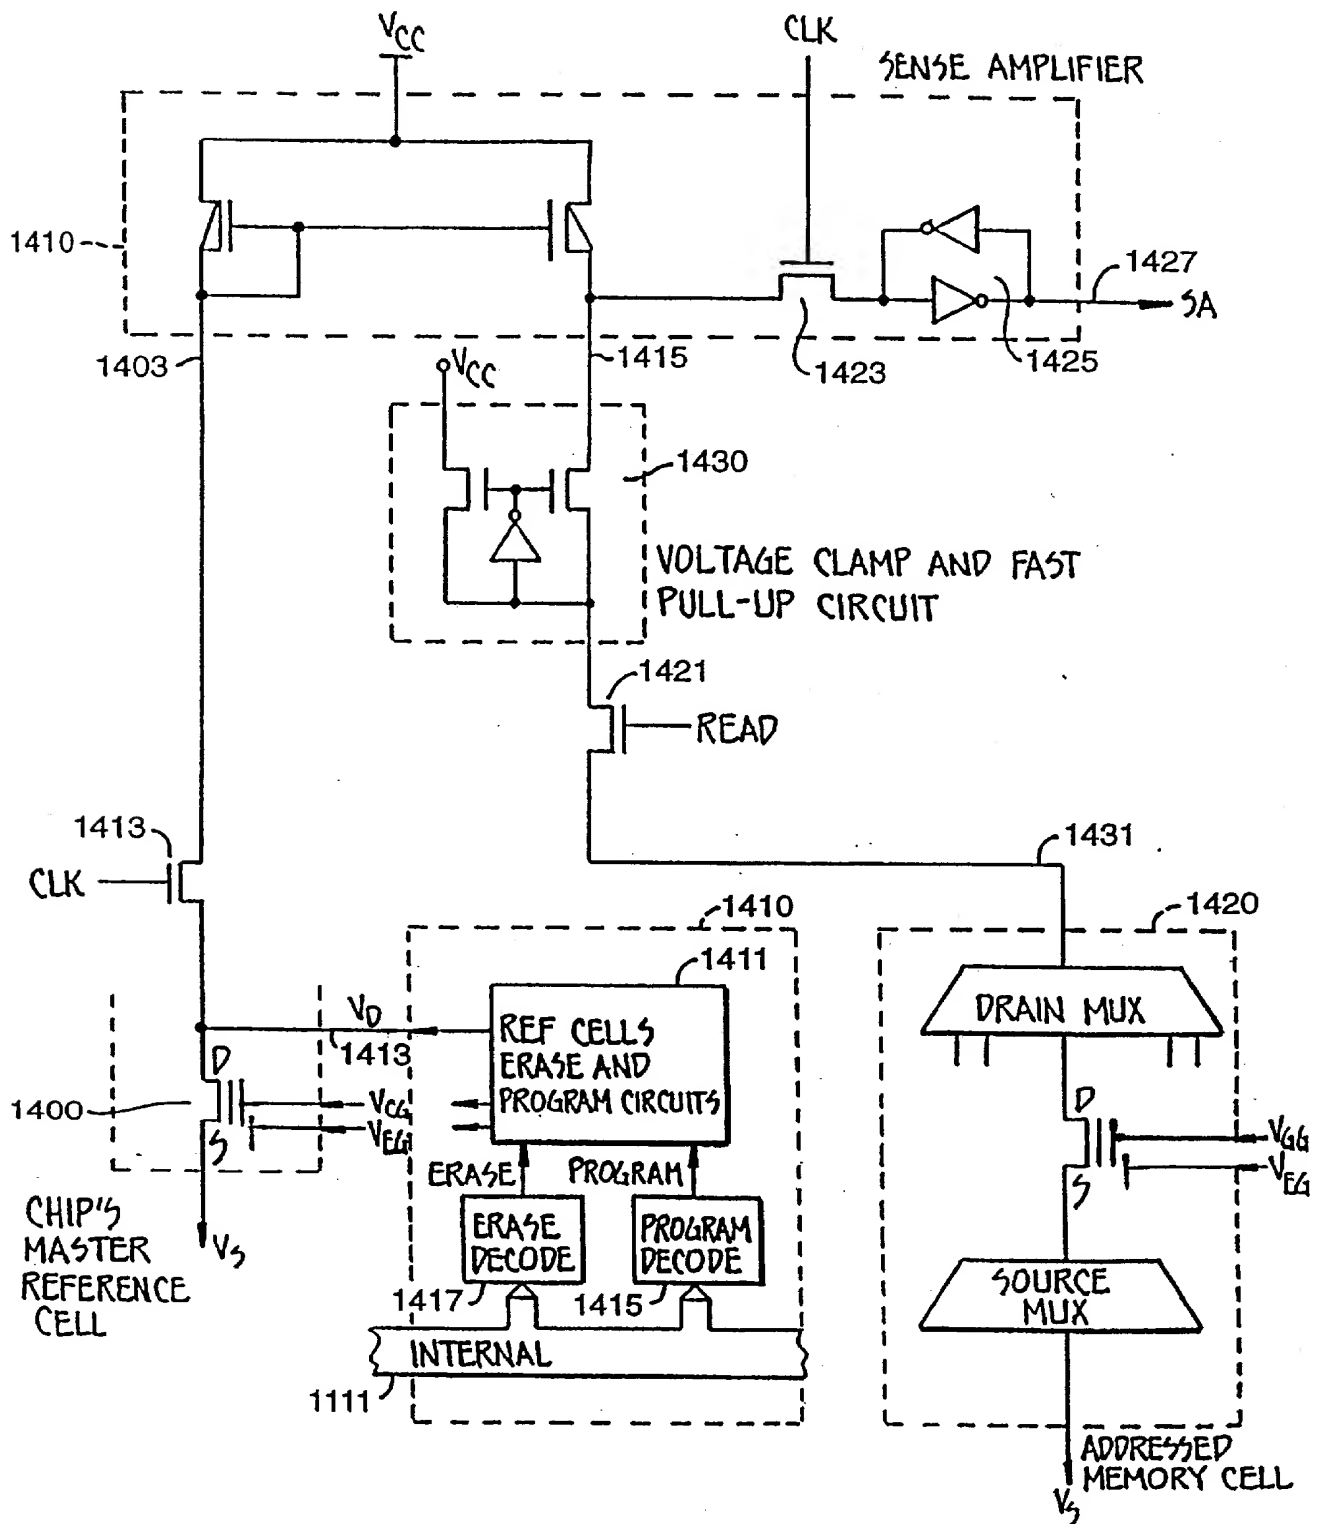 VCC
CLK
SENSE AMPLIFIER
1410
1427
SA
1403
1415
1423
1425
VCC
1430
VOLTAGE CLAMP AND FAST
PULL-UP CIRCUIT
1421
READ
1413
CLK
1431
1410
1420
1411
DRAIN MUX
VD
1413
REF CELLS
ERASE AND
PROGRAM CIRCUITS
D
1400
VCG
VEG
S
D
VGG
VEG
S
ERASE
PROGRAM
CHIP'S
MASTER
REFERENCE
CELL
VS
ERASE
DECODE
PROGRAM
DECODE
1417
1415
SOURCE
MUX
INTERNAL
1111
ADDRESSED
MEMORY CELL
VS